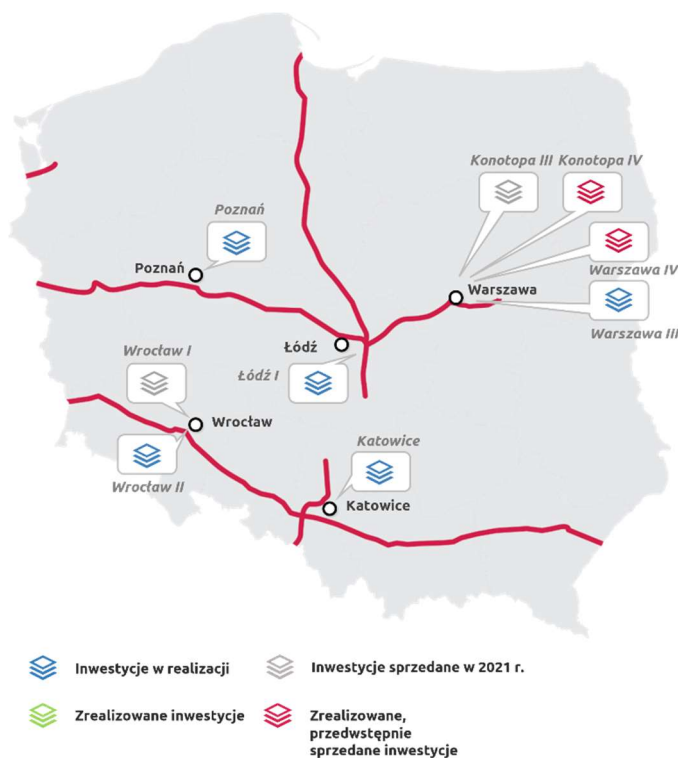 Konotopa III
Konotopa IV
Poznań
Poznań
Warszawa IV
Warszawa
Warszawa III
Łódź
Łódź I
Wrocław I
Wrocław
Wrocław II
Katowice
Katowice
Inwestycje w realizacji
Inwestycje sprzedane w 2021 r.
Zrealizowane inwestycje
Zrealizowane,
przedwstępnie
sprzedane inwestycje